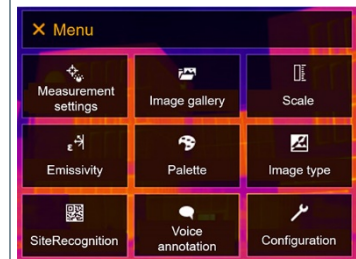 Menu
Measurement
settings
Image gallery
Scale
ε
Emissivity
Palette
Image type
SiteRecognition
Voice
annotation
Configuration